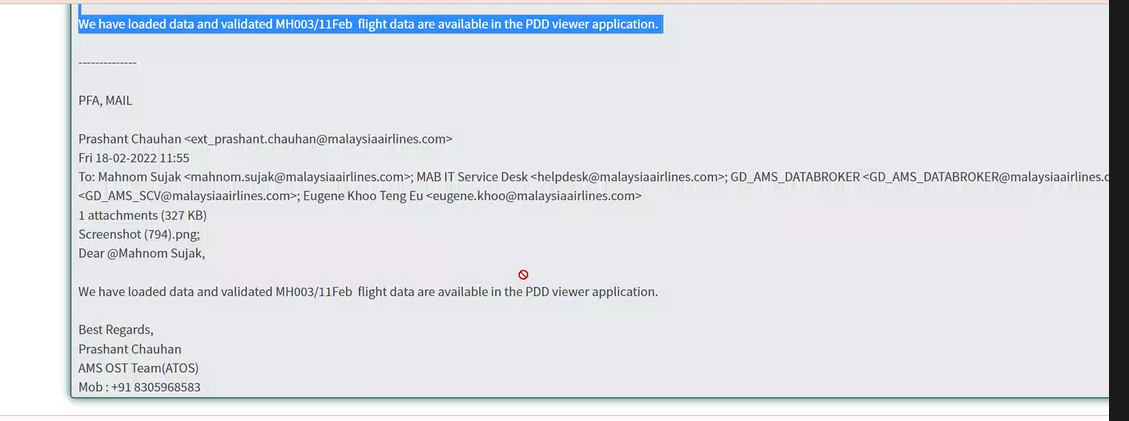 We have loaded data and validated MH003/11Feb  flight data are available in the PDD viewer application.
--------------
PFA, MAIL
Prashant Chauhan <ext_prashant.chauhan@malaysiaairlines.com>
Fri 18-02-2022 11:55
To: Mahnom Sujak <mahnom.sujak@malaysiaairlines.com>; MAB IT Service Desk <helpdesk@malaysiaairlines.com>; GD_AMS_DATABROKER <GD_AMS_DATABROKER@malaysiaairlines.c
<GD_AMS_SCV@malaysiaairlines.com>; Eugene Khoo Teng Eu <eugene.khoo@malaysiaairlines.com>
1 attachments (327 KB)
Screenshot (794).png;
Dear @Mahnom Sujak,
We have loaded data and validated MH003/11Feb  flight data are available in the PDD viewer application.
Best Regards,
Prashant Chauhan
AMS OST Team(ATOS)
Mob : +91 8305968583